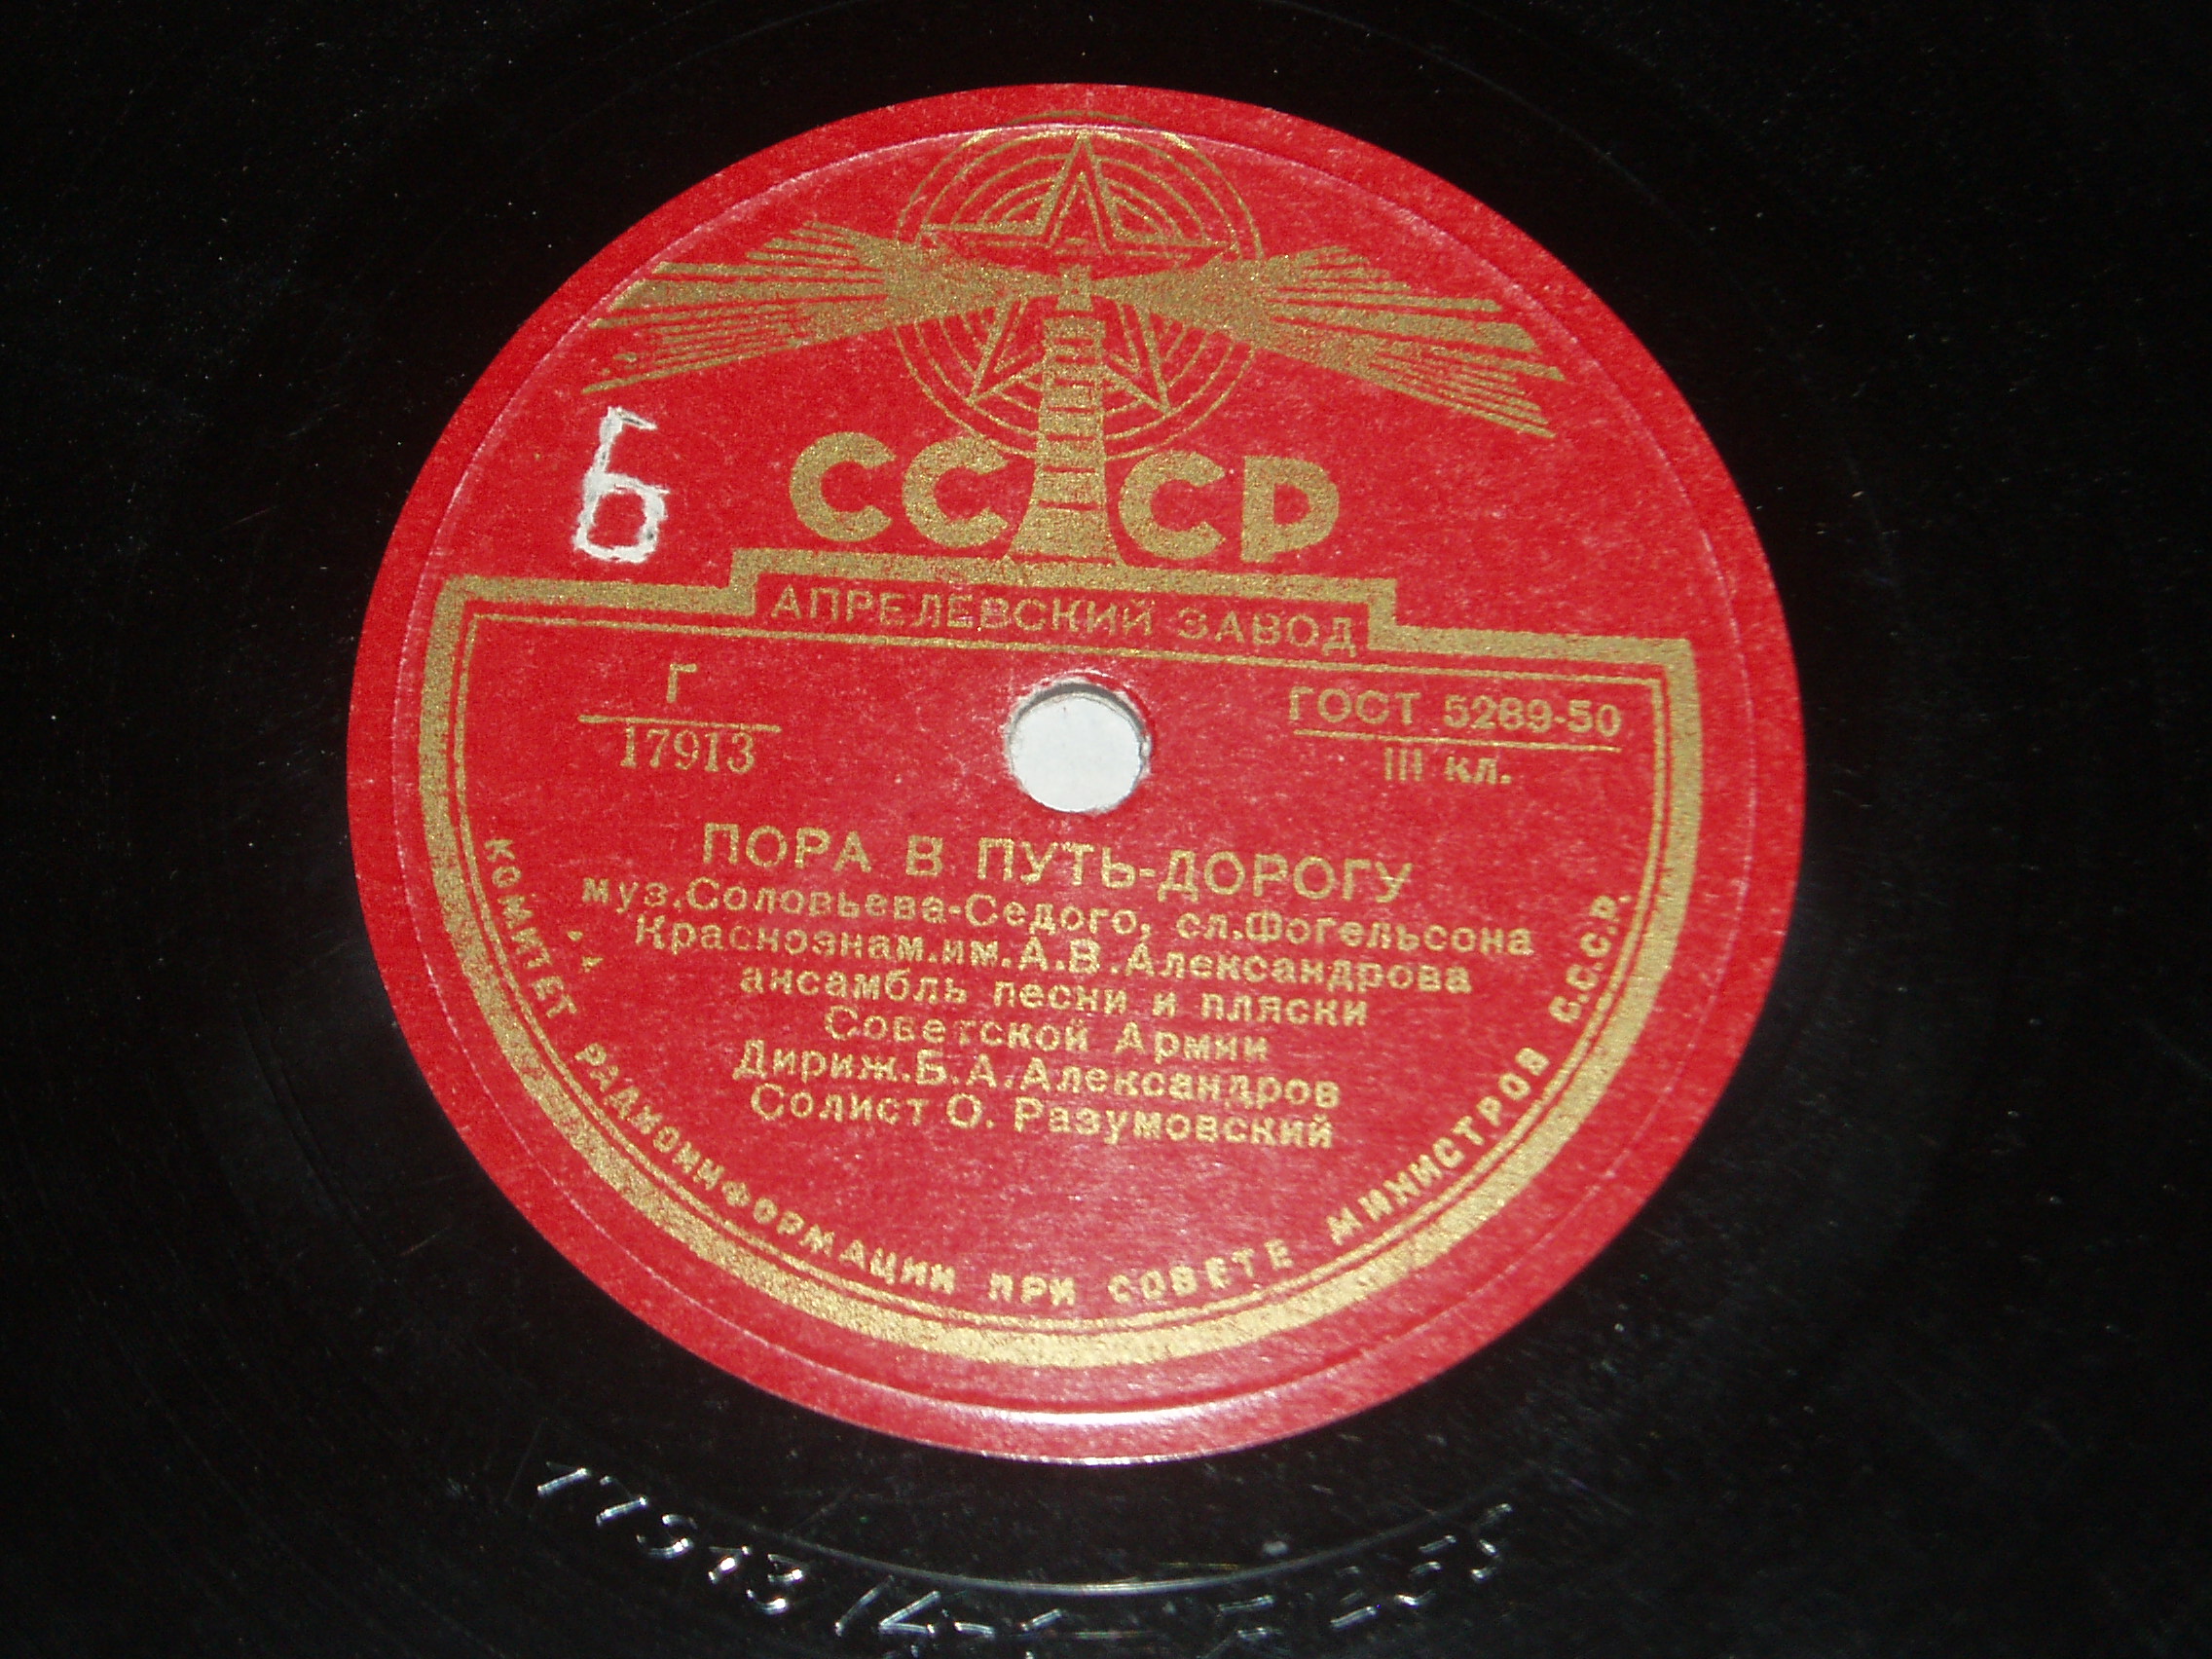 СССР
Б
АПРЕЛЕВСКИЙ ЗАВОД
Г
17913
ГОСТ 5289-50
III кл.
ПОРА В ПУТЬ-ДОРОГУ
муз.Соловьева-Седого, сл.Фогельсона
Краснознам.им.А.В.Александрова
ансамбль песни и пляски
Советской Армии
Дириж.Б.А.Александров
Солист О. Разумовский
КОМИТЕТ РАДИОИНФОРМАЦИИ ПРИ СОВЕТЕ МИНИСТРОВ С.С.С.Р.
17913